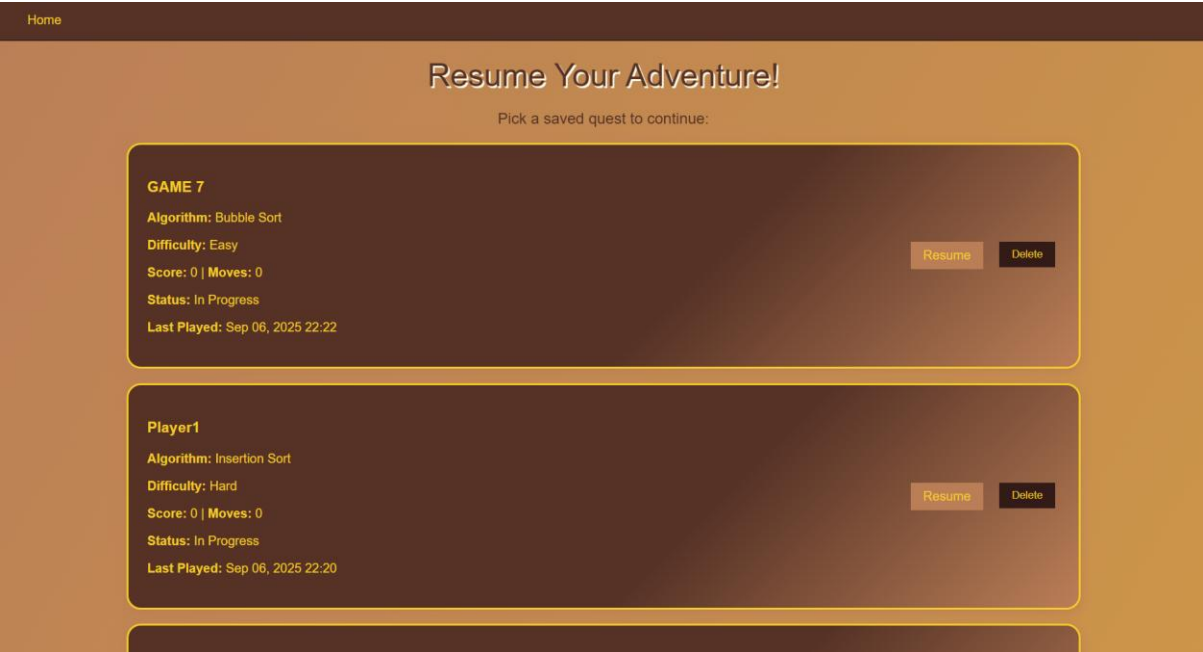 Home
Resume Your Adventure!
Pick a saved quest to continue:
GAME 7
Algorithm: Bubble Sort
Difficulty: Easy
Score: 0 | Moves: 0
Status: In Progress
Last Played: Sep 06, 2025 22:22
Resume Delete
Player1
Algorithm: Insertion Sort
Difficulty: Hard
Score: 0 | Moves: 0
Status: In Progress
Last Played: Sep 06, 2025 22:20
Resume Delete